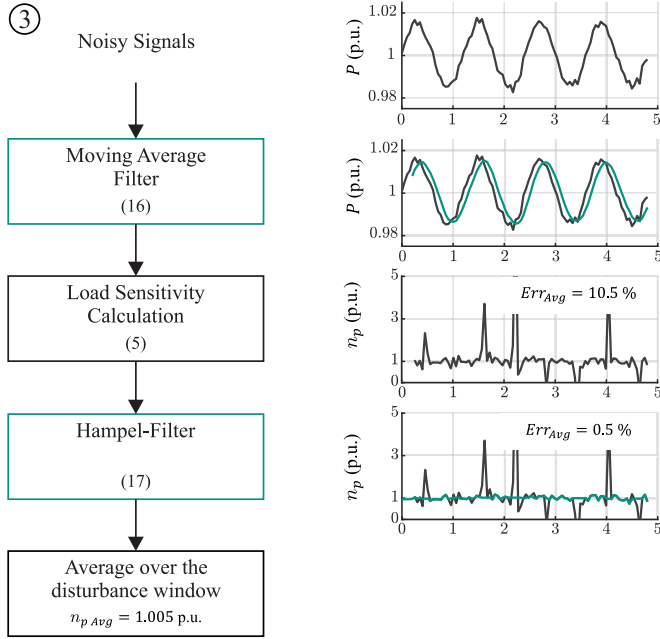 3
Noisy Signals
Moving Average
Filter
(16)
Load Sensitivity
Calculation
(5)
Hampel-Filter
(17)
Average over the
disturbance window
n_p Avg = 1.005 p.u.
P (p.u.)
1.02
1
0.98
0 1 2 3 4 5
P (p.u.)
1.02
1
0.98
0 1 2 3 4 5
n_p (p.u.)
5
3
1
0
Err_Avg = 10.5 %
0 1 2 3 4 5
n_p (p.u.)
5
3
1
0
Err_Avg = 0.5 %
0 1 2 3 4 5